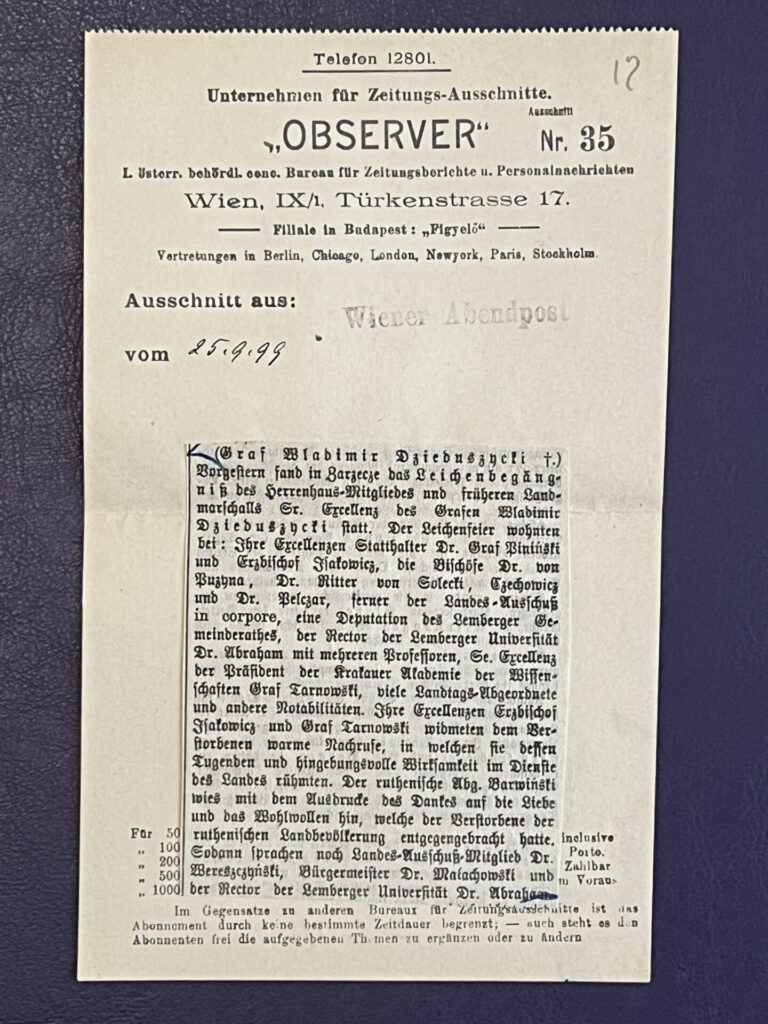 Telefon 12801.
12
Unternehmen für Zeitungs-Ausschnitte.
Ausschnitt
„OBSERVER“ Nr. 35
I. österr. behördl. conc. Bureau für Zeitungsberichte u. Personalnachrichten
Wien, IX/1, Türkenstrasse 17.
Filiale in Budapest: „Figyelő“
Vertretungen in Berlin, Chicago, London, Newyork, Paris, Stockholm.
Ausschnitt aus:
Wiener Abendpost
vom 25.9.99
(Graf Wladimir Dzieduszycki †.)
Vorgestern fand in Zarzecze das Leichenbegäng-
niß des Herrenhaus-Mitgliedes und früheren Land-
marschalls Sr. Excellenz des Grafen Wladimir
Dzieduszycki statt. Der Leichenfeier wohnten
bei: Ihre Excellenzen Statthalter Dr. Graf Piniński
und Erzbischof Isakowicz, die Bischöfe Dr. von
Puzyna, Dr. Ritter von Solecki, Czechowicz
und Dr. Pelczar, ferner der Landes-Ausschuß
in corpore, eine Deputation des Lemberger Ge-
meinderathes, der Rector der Lemberger Universität
Dr. Abraham mit mehreren Professoren, Se. Excellenz
der Präsident der Krakauer Akademie der Wissen-
schaften Graf Tarnowski, viele Landtags-Abgeordnete
und andere Notabilitäten. Ihre Excellenzen Erzbischof
Isakowicz und Graf Tarnowski widmeten dem Ver-
storbenen warme Nachrufe, in welchen sie dessen
Tugenden und hingebungsvolle Wirksamkeit im Dienste
des Landes rühmten. Der ruthenische Abg. Barwiński
wies mit dem Ausdrucke des Dankes auf die Liebe
und das Wohlwollen hin, welche der Verstorbene der
ruthenischen Landbevölkerung entgegengebracht hatte.
Sodann sprachen noch Landes-Ausschuß-Mitglied Dr.
Wereszczyński, Bürgermeister Dr. Małachowski und
der Rector der Lemberger Universität Dr. Abraham.
Für 50
„ 100
„ 200
„ 500
„ 1000
inclusive
Porto.
Zahlbar
Voraus
Im Gegensatze zu anderen Bureaux für Zeitungsausschnitte ist das
Abonnement durch keine bestimmte Zeitdauer begrenzt; — auch steht es den
Abonnenten frei die aufgegebenen Themen zu ergänzen oder zu ändern